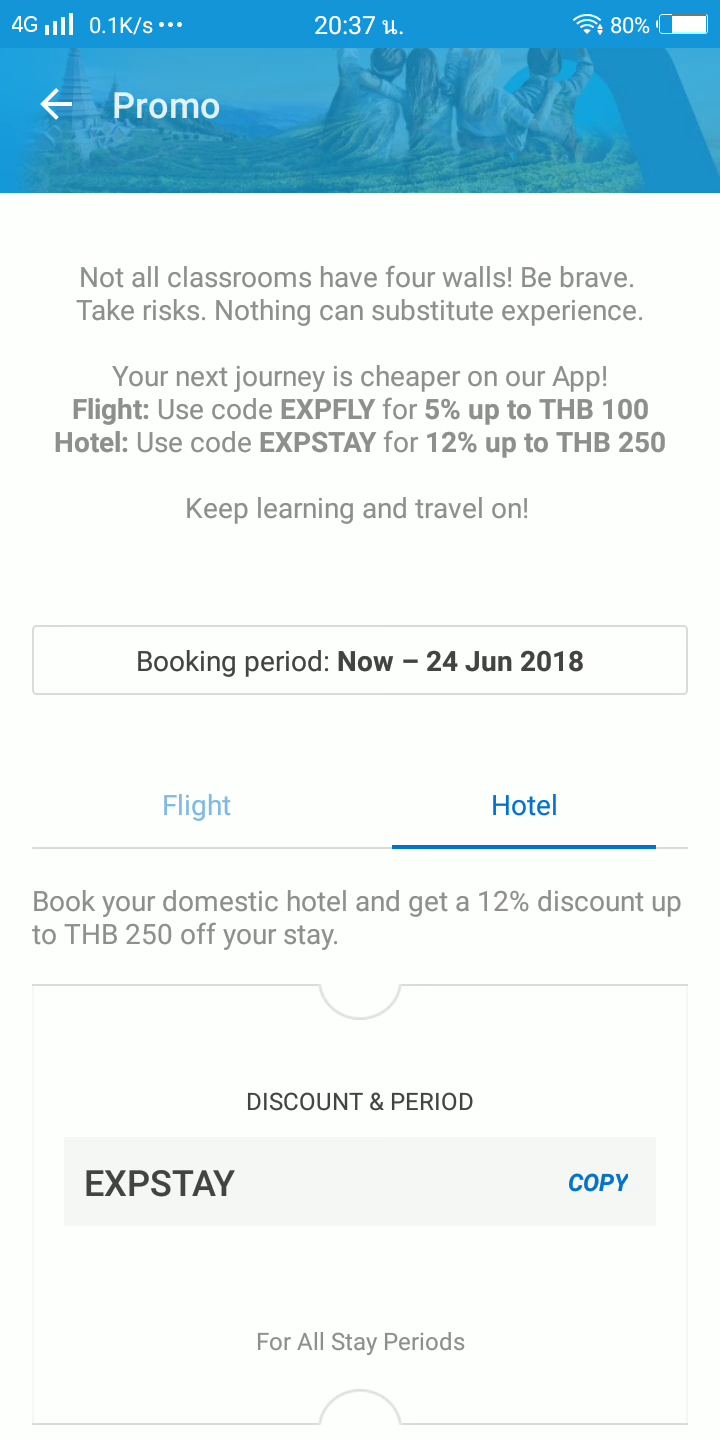 4G 0.1K/s ••• 20:37 น. 80%
Promo
Not all classrooms have four walls! Be brave.
Take risks. Nothing can substitute experience.
Your next journey is cheaper on our App!
Flight: Use code EXPFLY for 5% up to THB 100
Hotel: Use code EXPSTAY for 12% up to THB 250
Keep learning and travel on!
Booking period: Now – 24 Jun 2018
Flight Hotel
Book your domestic hotel and get a 12% discount up
to THB 250 off your stay.
DISCOUNT & PERIOD
EXPSTAY COPY
For All Stay Periods